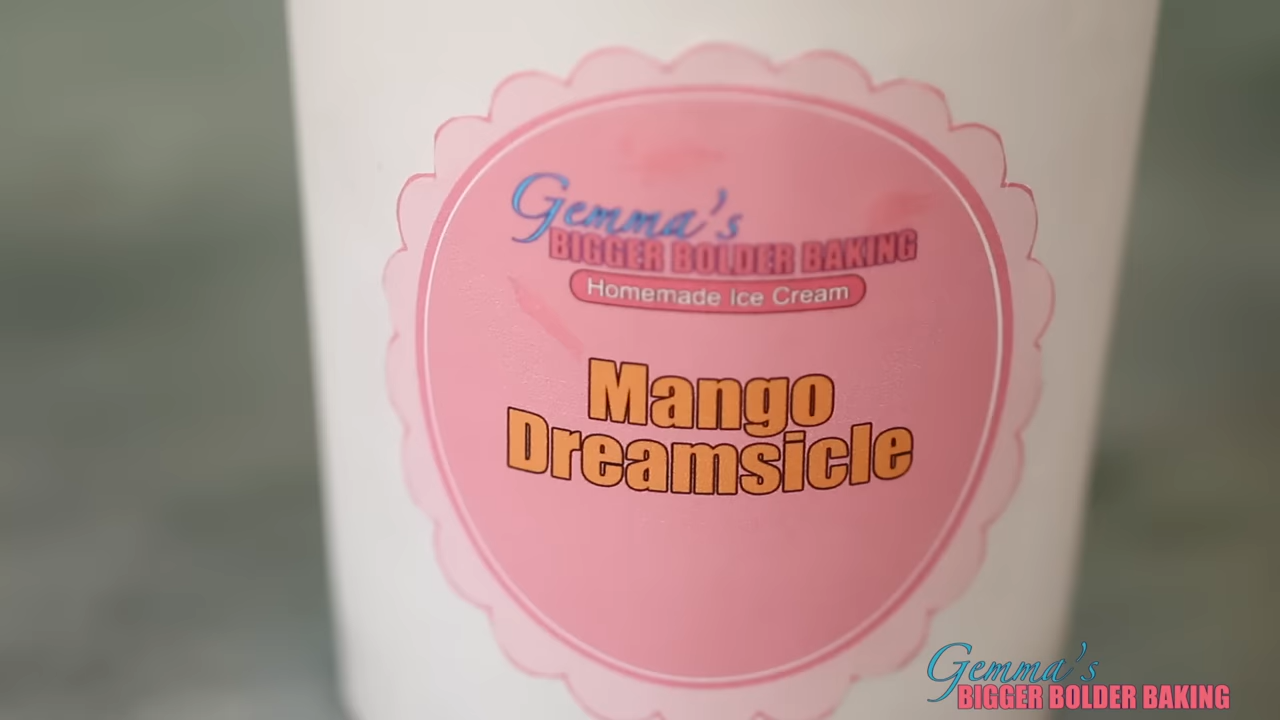 Gemma's
BIGGER BOLDER BAKING
Homemade Ice Cream
Mango
Dreamsicle
Gemma's
BIGGER BOLDER BAKING